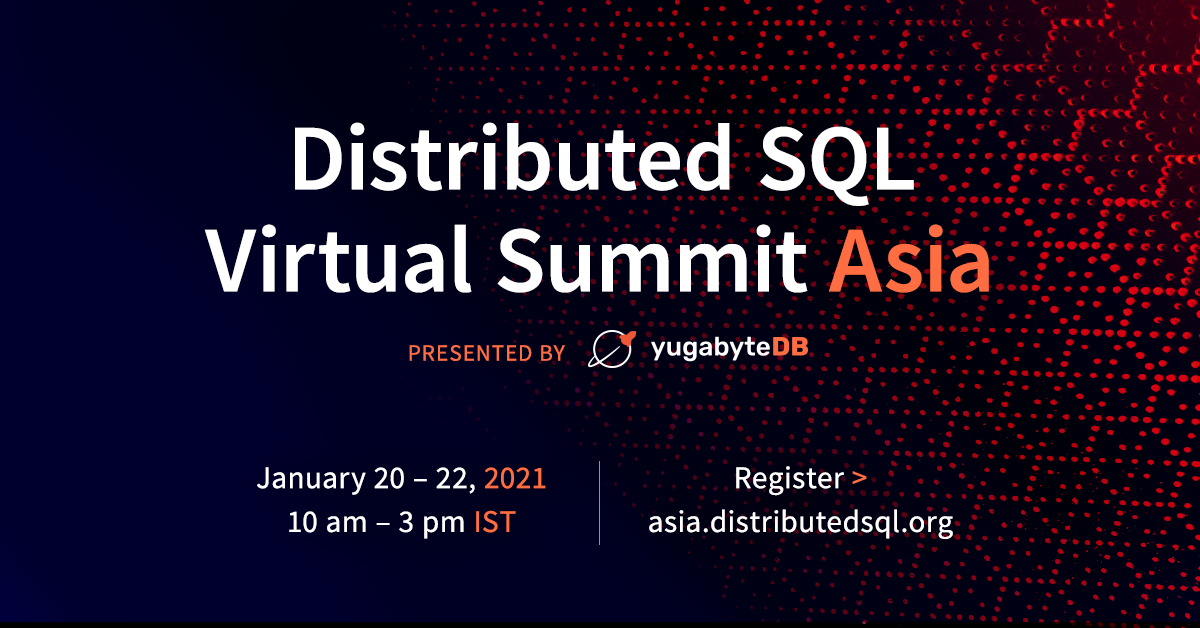 Distributed SQL
Virtual Summit Asia
PRESENTED BY yugabyteDB
January 20 – 22, 2021
10 am – 3 pm IST
Register >
asia.distributedsql.org